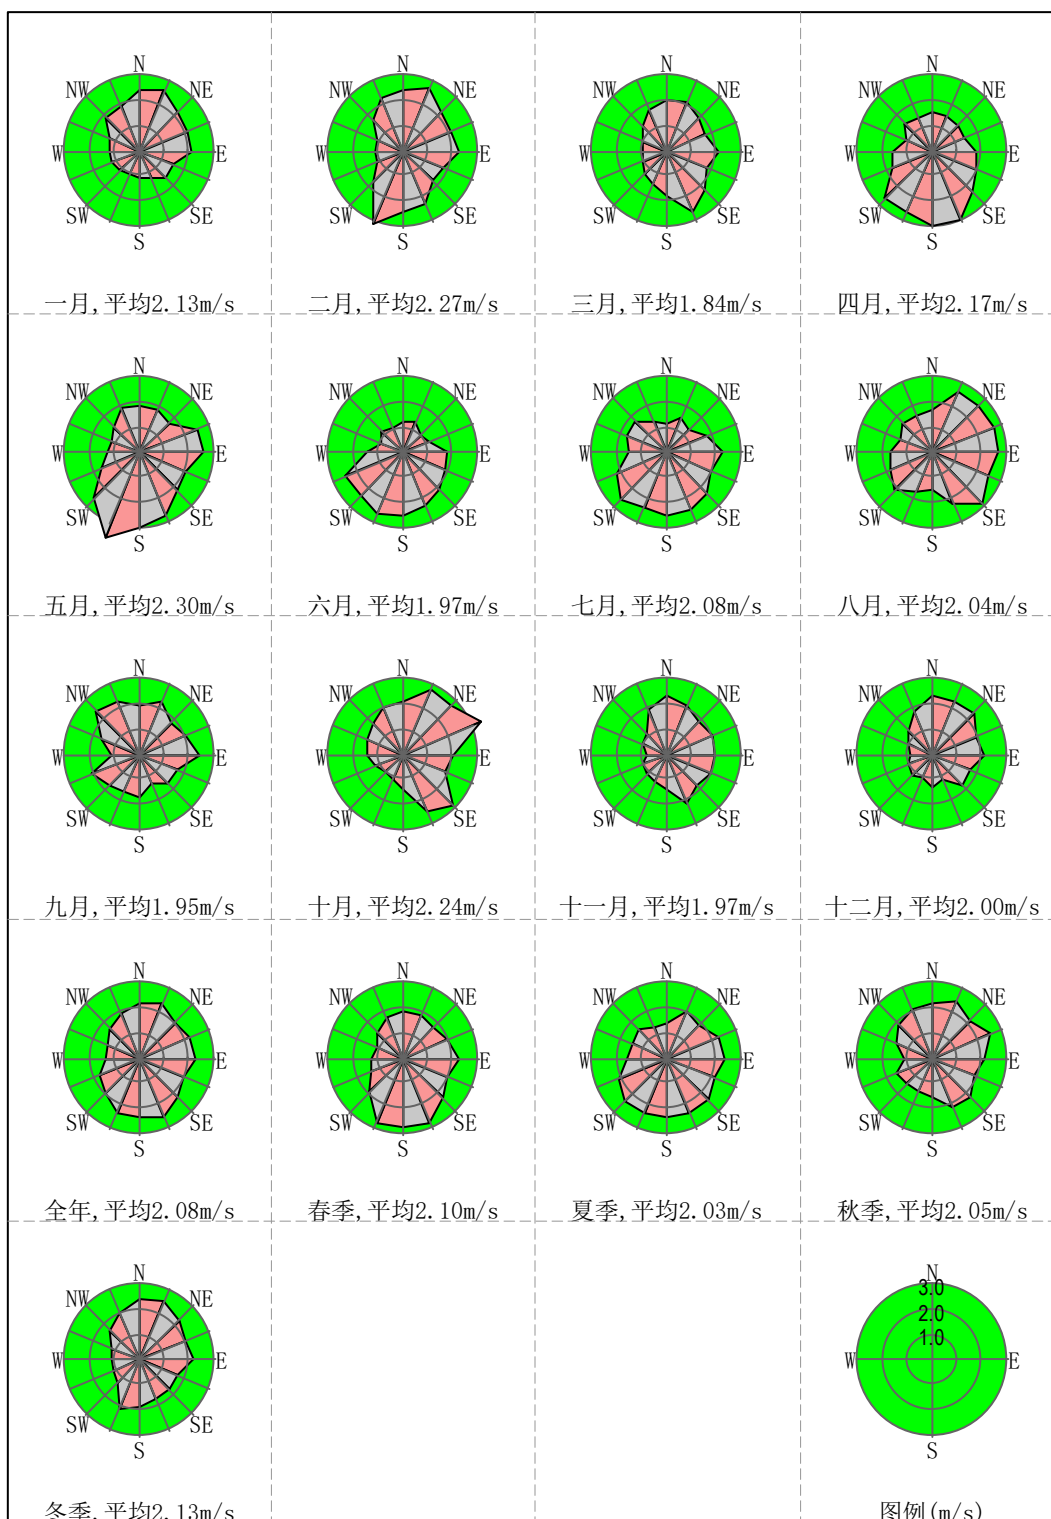 N
NW NE
W E
SW SE
S
一月,平均2.13m/s
N
NW NE
W E
SW SE
S
二月,平均2.27m/s
N
NW NE
W E
SW SE
S
三月,平均1.84m/s
N
NW NE
W E
SW SE
S
四月,平均2.17m/s
N
NW NE
W E
SW SE
S
五月,平均2.30m/s
N
NW NE
W E
SW SE
S
六月,平均1.97m/s
N
NW NE
W E
SW SE
S
七月,平均2.08m/s
N
NW NE
W E
SW SE
S
八月,平均2.04m/s
N
NW NE
W E
SW SE
S
九月,平均1.95m/s
N
NW NE
W E
SW SE
S
十月,平均2.24m/s
N
NW NE
W E
SW SE
S
十一月,平均1.97m/s
N
NW NE
W E
SW SE
S
十二月,平均2.00m/s
N
NW NE
W E
SW SE
S
全年,平均2.08m/s
N
NW NE
W E
SW SE
S
春季,平均2.10m/s
N
NW NE
W E
SW SE
S
夏季,平均2.03m/s
N
NW NE
W E
SW SE
S
秋季,平均2.05m/s
N
NW NE
W E
SW SE
S
冬季,平均2.13m/s
N
3.0
2.0
1.0
W E
S
图例(m/s)